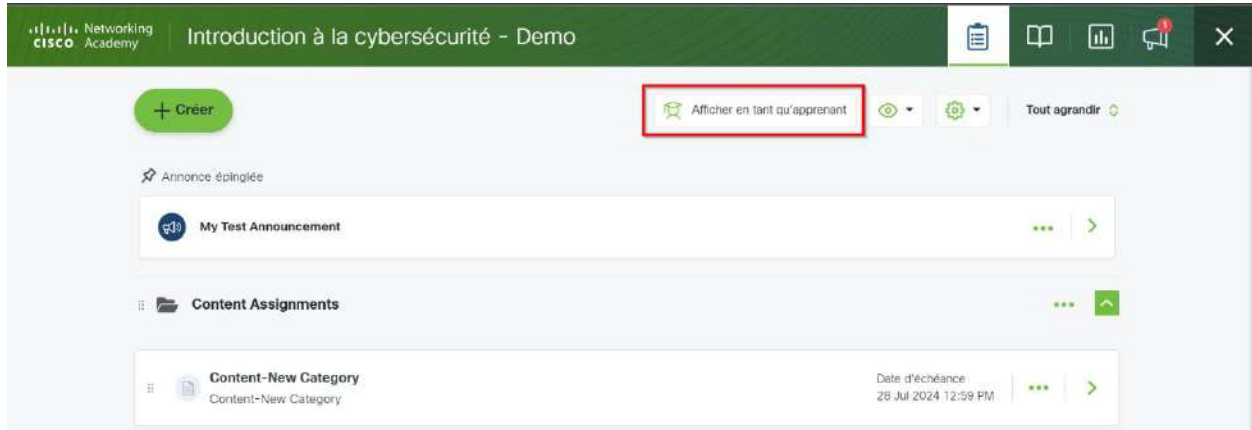 Networking
CISCO Academy
Introduction à la cybersécurité - Demo
1
+ Créer
Afficher en tant qu'apprenant
Tout agrandir
Annonce épinglée
My Test Announcement
Content Assignments
Content-New Category
Content-New Category
Date d'échéance
28 Jul 2024 12:59 PM